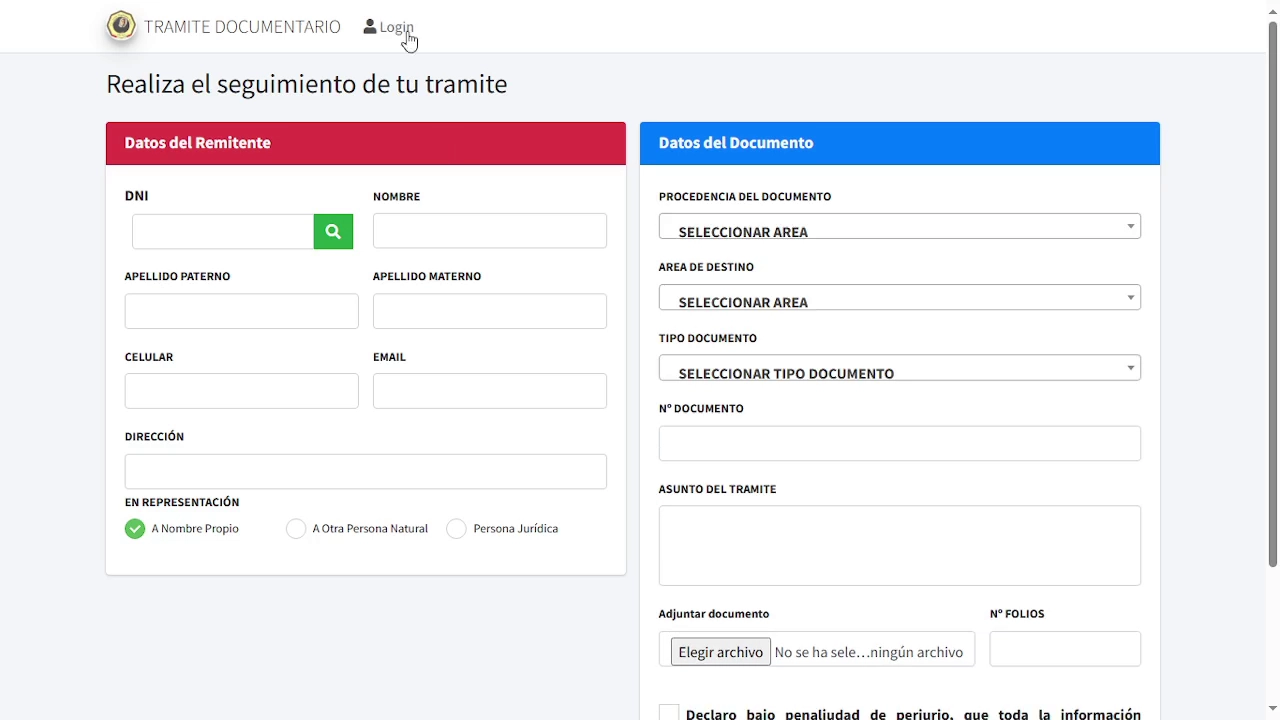 TRAMITE DOCUMENTARIO Login
Realiza el seguimiento de tu tramite
Datos del Remitente
DNI NOMBRE
APELLIDO PATERNO APELLIDO MATERNO
CELULAR EMAIL
DIRECCIÓN
EN REPRESENTACIÓN
A Nombre Propio A Otra Persona Natural Persona Jurídica
Datos del Documento
PROCEDENCIA DEL DOCUMENTO
SELECCIONAR AREA
AREA DE DESTINO
SELECCIONAR AREA
TIPO DOCUMENTO
SELECCIONAR TIPO DOCUMENTO
Nº DOCUMENTO
ASUNTO DEL TRAMITE
Adjuntar documento Nº FOLIOS
Elegir archivo No se ha sele…ningún archivo
Declaro bajo penaliudad de perjurio, que toda la información